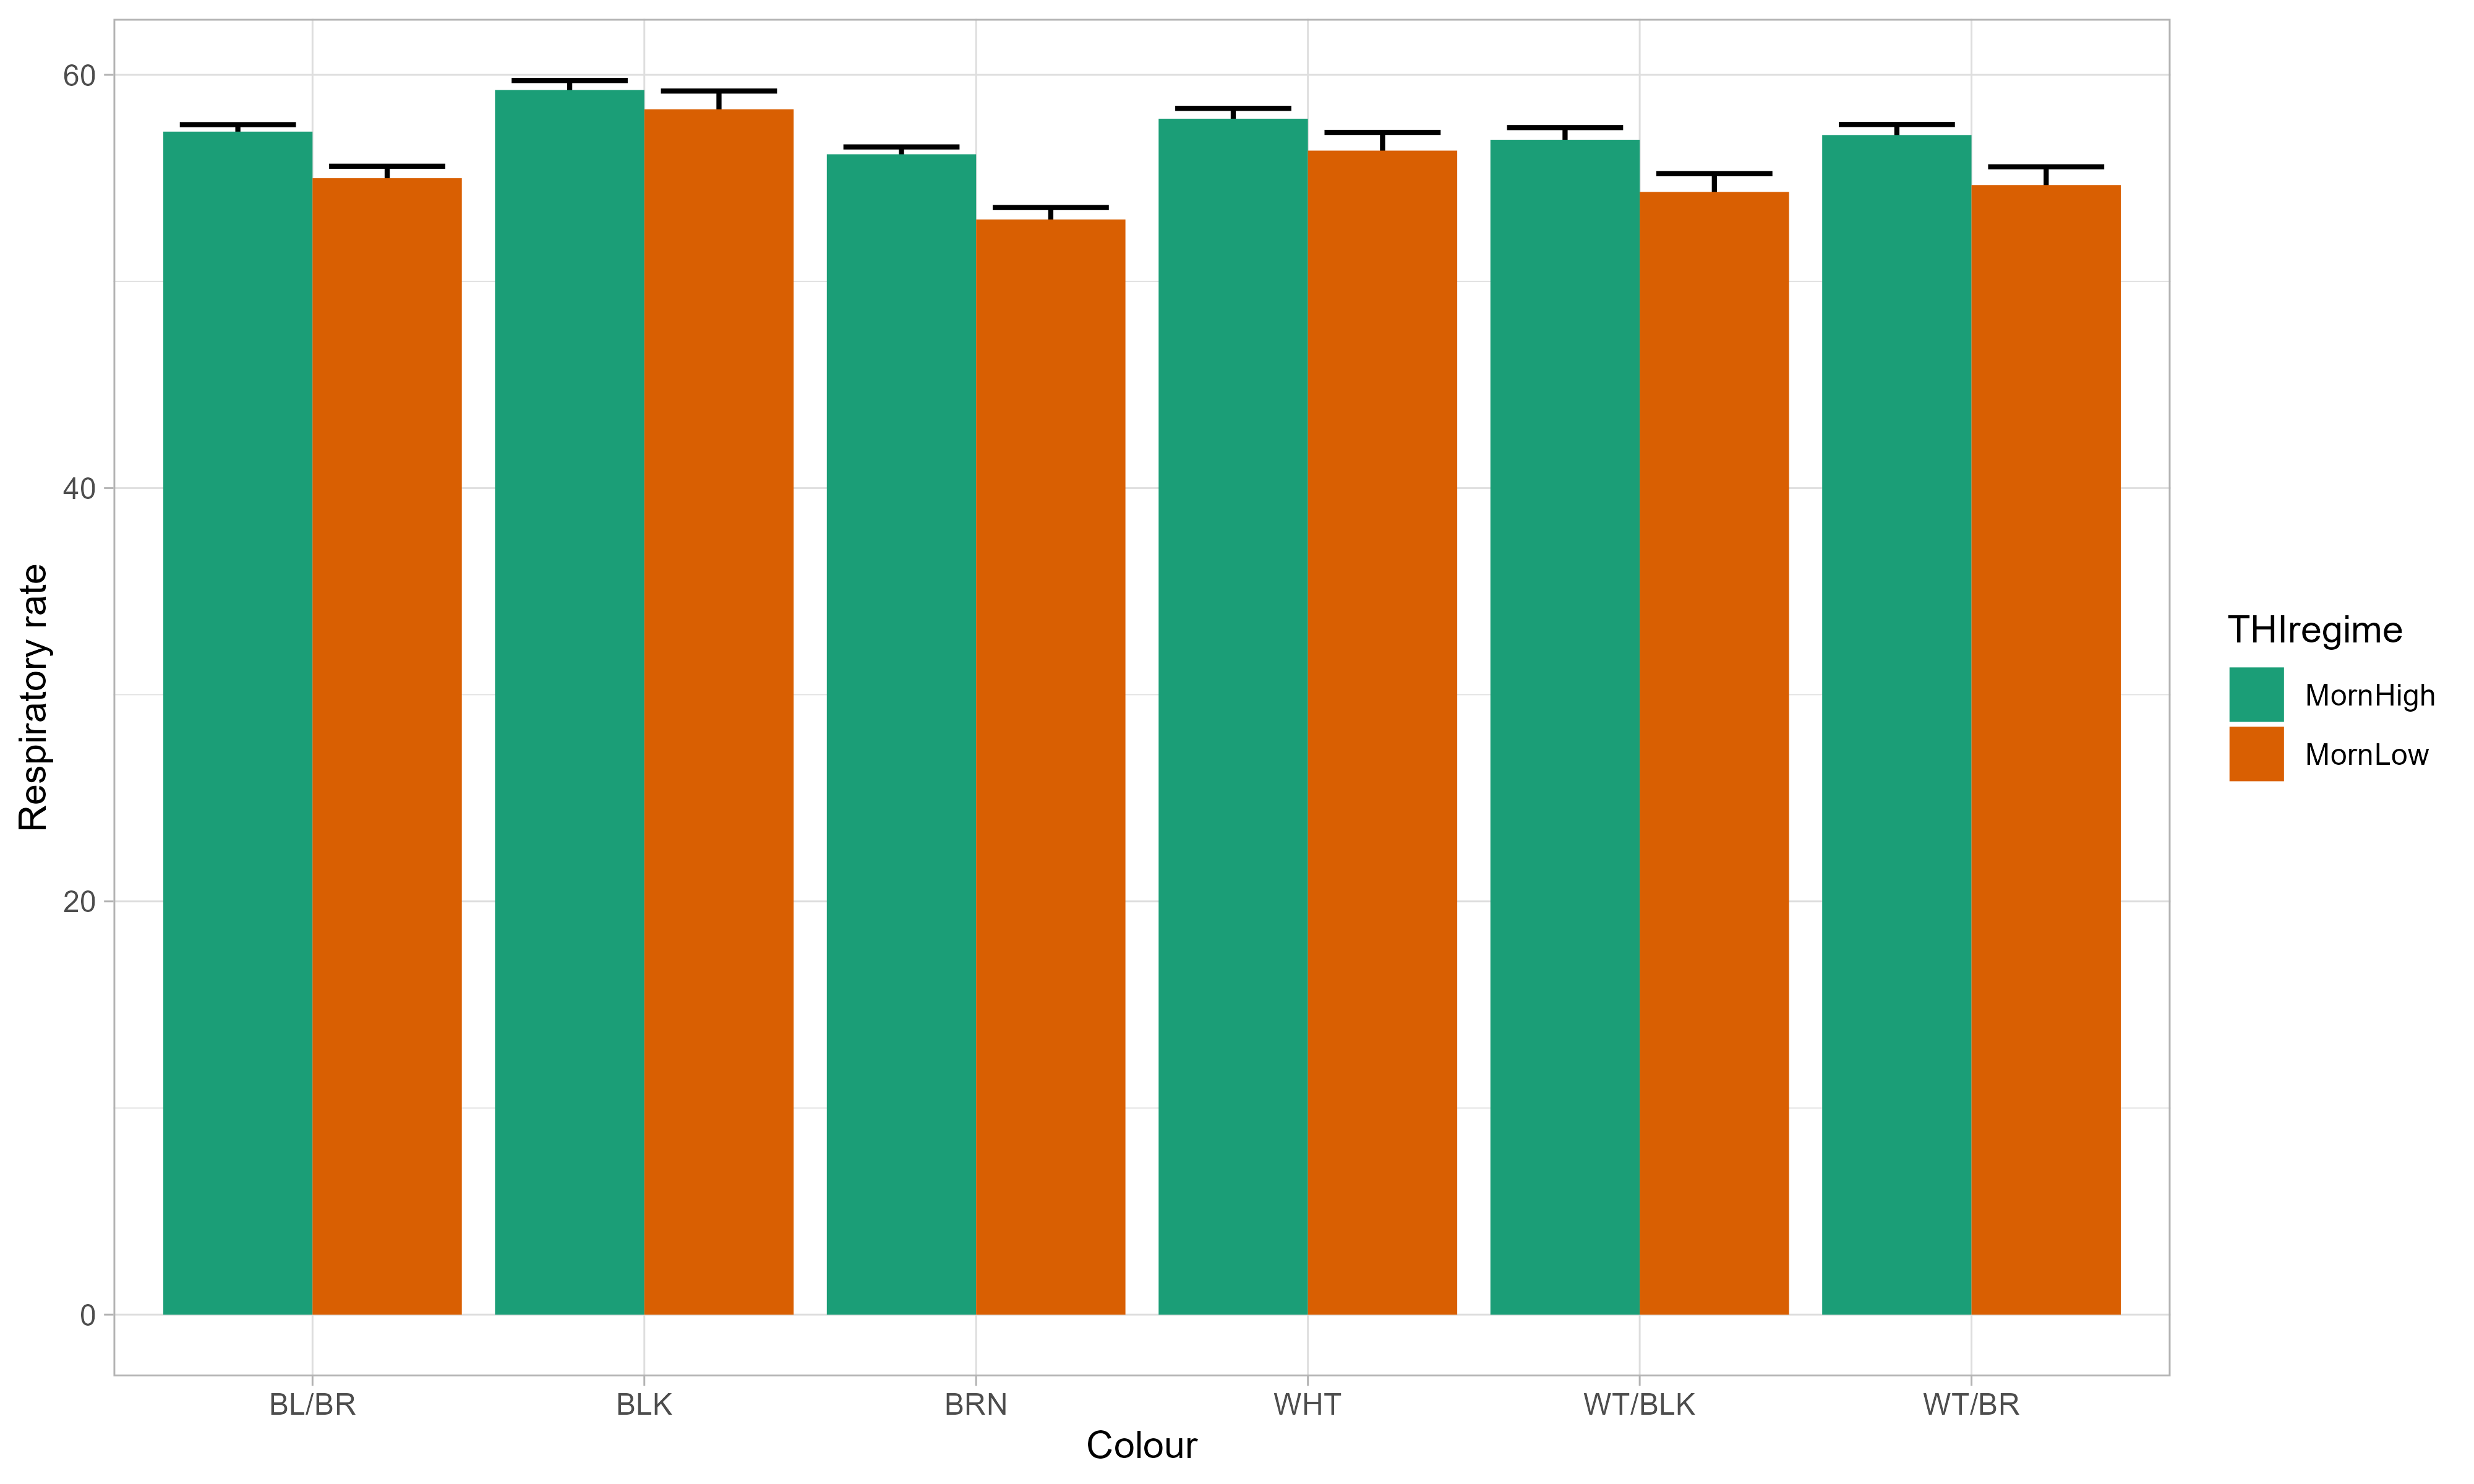 60
40
20
0
Respiratory rate
BL/BR
BLK
BRN
WHT
WT/BLK
WT/BR
Colour
THIregime
MornHigh
MornLow